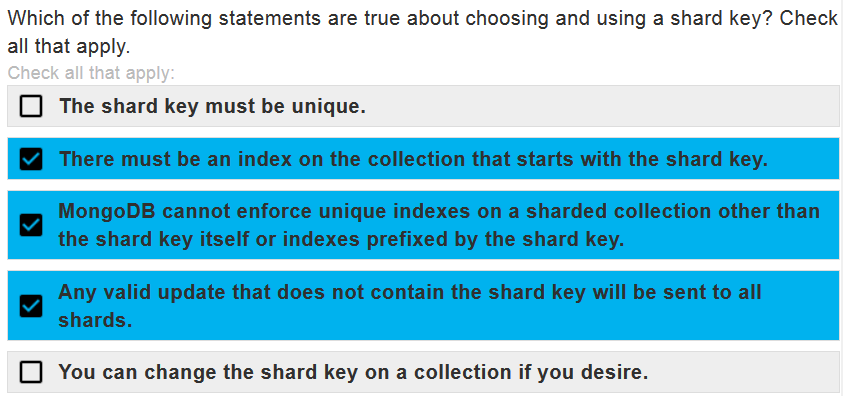 Which of the following statements are true about choosing and using a shard key? Check
all that apply.
Check all that apply:
The shard key must be unique.
There must be an index on the collection that starts with the shard key.
MongoDB cannot enforce unique indexes on a sharded collection other than
the shard key itself or indexes prefixed by the shard key.
Any valid update that does not contain the shard key will be sent to all
shards.
You can change the shard key on a collection if you desire.